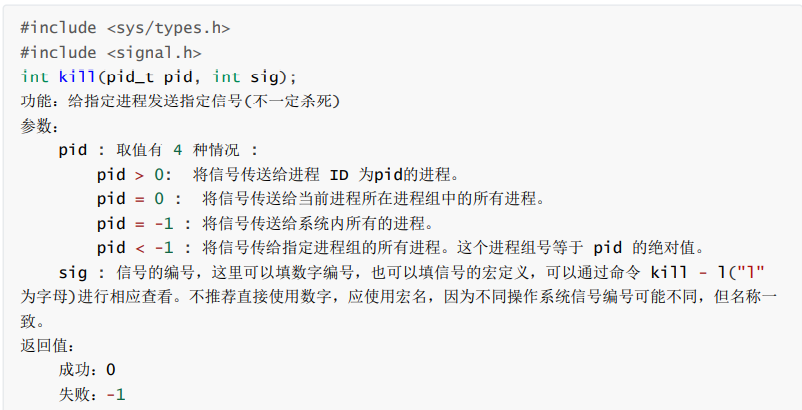 #include <sys/types.h>
#include <signal.h>
int kill(pid_t pid, int sig);
功能：给指定进程发送指定信号(不一定杀死)
参数：
pid : 取值有 4 种情况 :
pid > 0:  将信号传送给进程 ID 为pid的进程。
pid = 0 :  将信号传送给当前进程所在进程组中的所有进程。
pid = -1 : 将信号传送给系统内所有的进程。
pid < -1 : 将信号传给指定进程组的所有进程。这个进程组号等于 pid 的绝对值。
sig : 信号的编号，这里可以填数字编号，也可以填信号的宏定义，可以通过命令 kill - l("l"
为字母)进行相应查看。不推荐直接使用数字，应使用宏名，因为不同操作系统信号编号可能不同，但名称一
致。
返回值：
成功：0
失败：-1